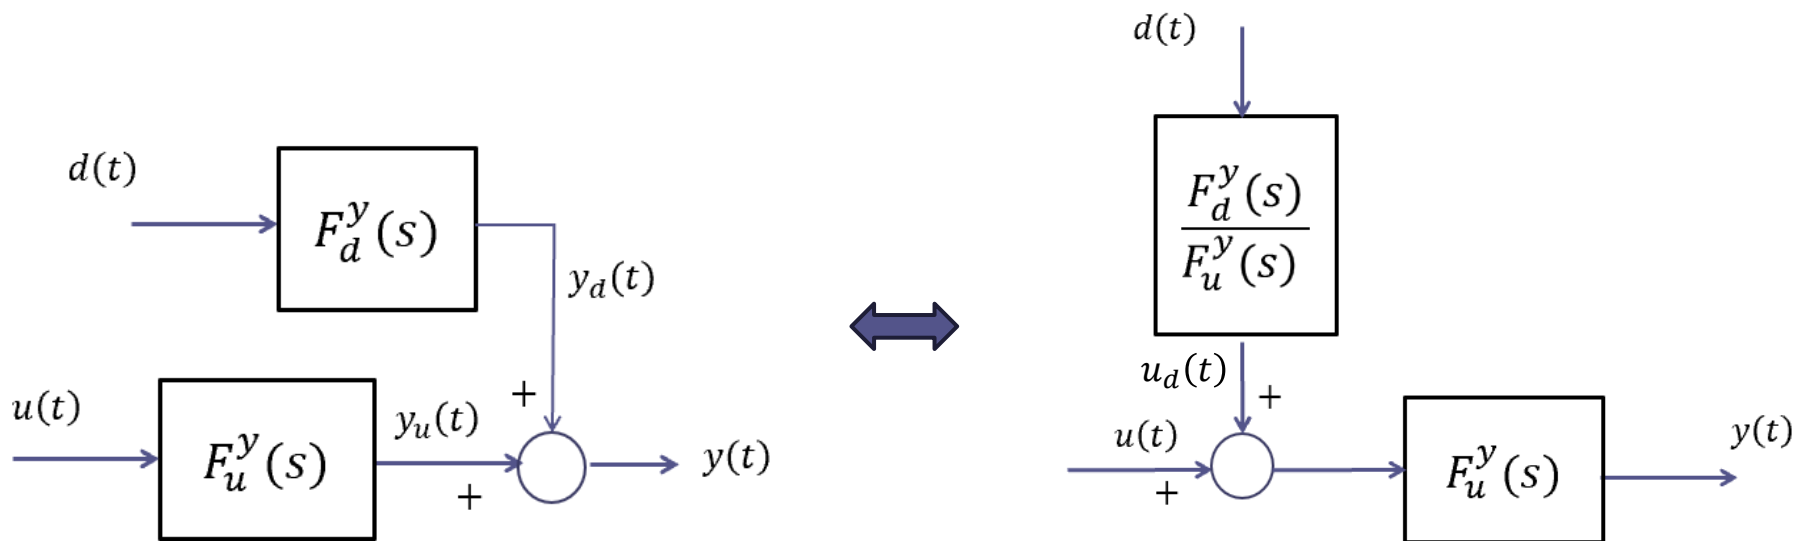 d(t)
F_d^y(s)
y_d(t)
u(t)
F_u^y(s)
y_u(t)
+
+
y(t)
d(t)
F_d^y(s)
F_u^y(s)
u_d(t)
+
u(t)
+
F_u^y(s)
y(t)